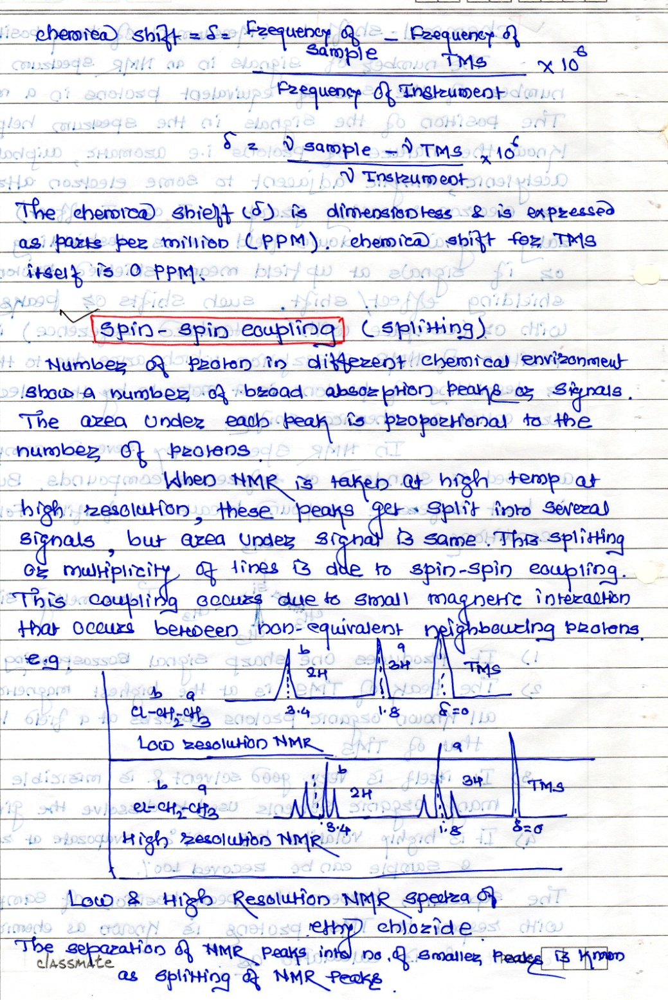 chemical shift = δ = Frequency of sample - Frequency of TMS × 10⁶
Frequency of Instrument
δ = ν sample - ν TMS × 10⁶
ν Instrument
The chemical shieft (δ) is dimensionless & is expressed
as parts per million (PPM). chemical shift for TMS
itself is 0 PPM.
Spin-spin coupling (splitting)
Number of proton in different chemical environment
show a number of broad absorption peaks or signals.
The area under each peak is proportional to the
number of protons.
When NMR is taken at high temp at
high resolution, these peaks get split into several
signals, but area under signal is same. This splitting
or multiplicity of lines is due to spin-spin coupling.
This coupling occurs due to small magnetic interaction
that occurs between non-equivalent neighbouring protons.
e.g.
b 2H a 3H TMS
b a
Cl-CH₂-CH₃ 3.4 1.8 δ=0
Low resolution NMR
b 2H a 3H TMS
b a
Cl-CH₂-CH₃
3.4 1.8 δ=0
High resolution NMR
Low & High Resolution NMR spectra of
ethyl chloride
The separation of NMR peaks into no. of smaller peaks is known
classmate
as splitting of NMR Peaks